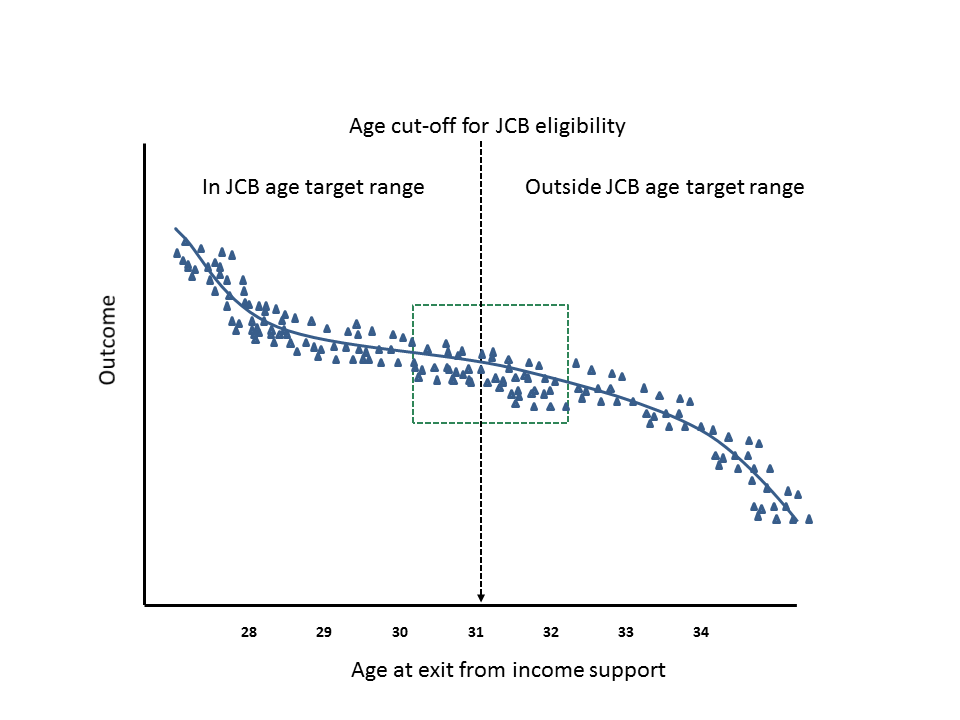 Age cut-off for JCB eligibility
In JCB age target range
Outside JCB age target range
Outcome
28 29 30 31 32 33 34
Age at exit from income support